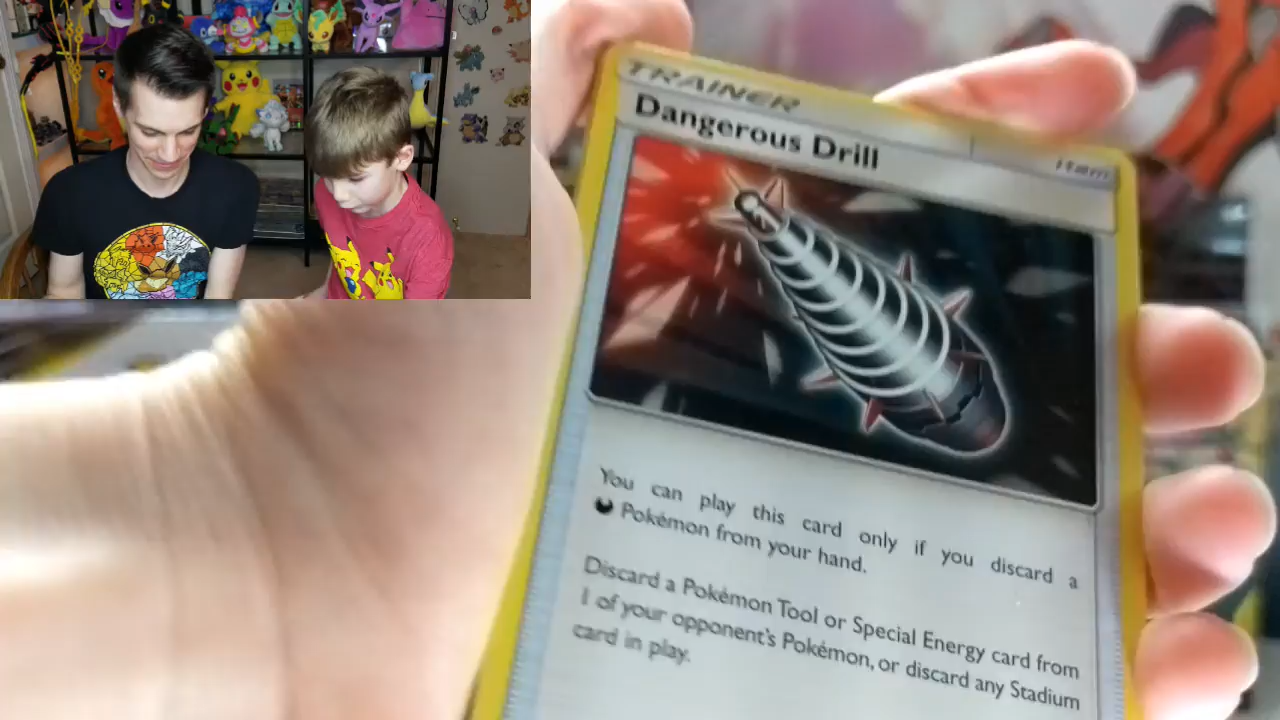 TRAINER
Dangerous Drill
Item
You can play this card only if you discard a
Pokémon from your hand.
Discard a Pokémon Tool or Special Energy card from
1 of your opponent's Pokémon, or discard any Stadium
card in play.